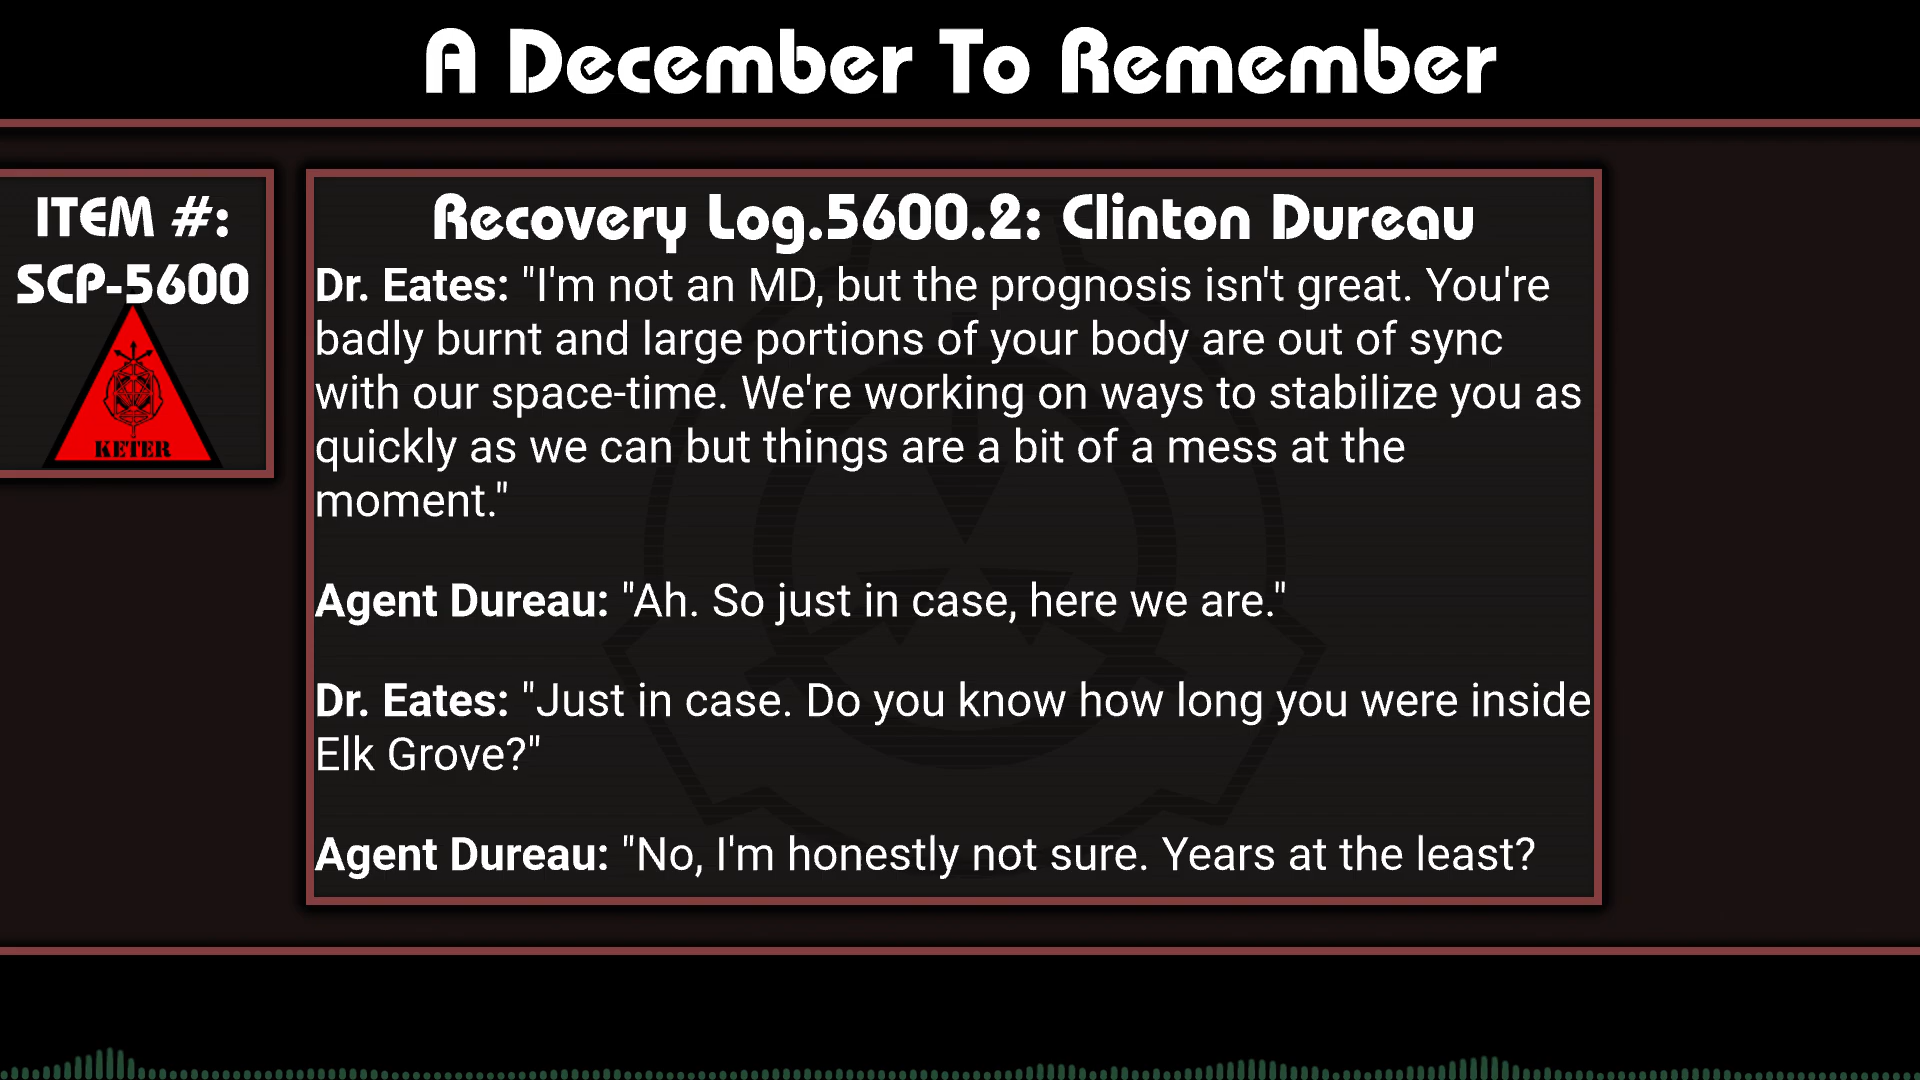 A December To Remember
ITEM #:
SCP-5600
KETER
Recovery Log.5600.2: Clinton Dureau
Dr. Eates: "I'm not an MD, but the prognosis isn't great. You're
badly burnt and large portions of your body are out of sync
with our space-time. We're working on ways to stabilize you as
quickly as we can but things are a bit of a mess at the
moment."
Agent Dureau: "Ah. So just in case, here we are."
Dr. Eates: "Just in case. Do you know how long you were inside
Elk Grove?"
Agent Dureau: "No, I'm honestly not sure. Years at the least?